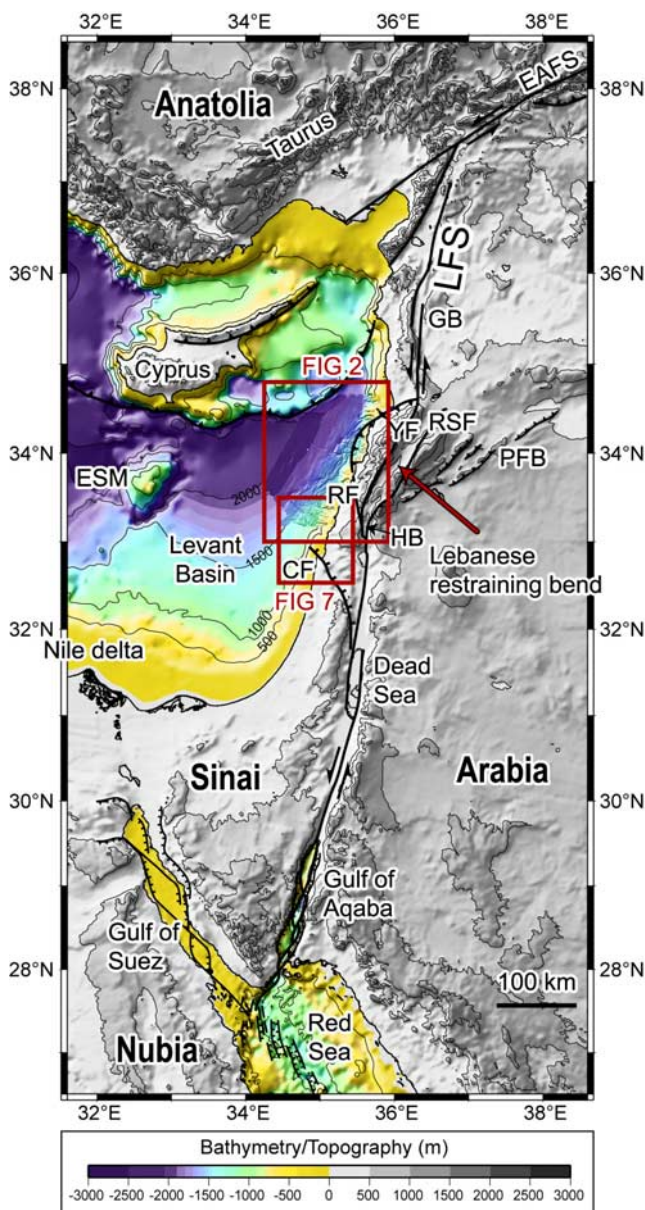 32°E 34°E 36°E 38°E
38°N 38°N
Anatolia
Taurus
EAFS
36°N 36°N
LFS
GB
Cyprus
FIG 2
RSF
YF
PFB
34°N 34°N
ESM
2000
RF
HB
Levant
Basin
1500
Lebanese
restraining bend
CF
FIG 7
1000
500
32°N 32°N
Nile delta
Dead
Sea
Sinai
Arabia
30°N 30°N
Gulf of
Aqaba
Gulf of
Suez
28°N 28°N
100 km
Red
Sea
Nubia
32°E 34°E 36°E 38°E
Bathymetry/Topography (m)
-3000 -2500 -2000 -1500 -1000 -500 0 500 1000 1500 2000 2500 3000